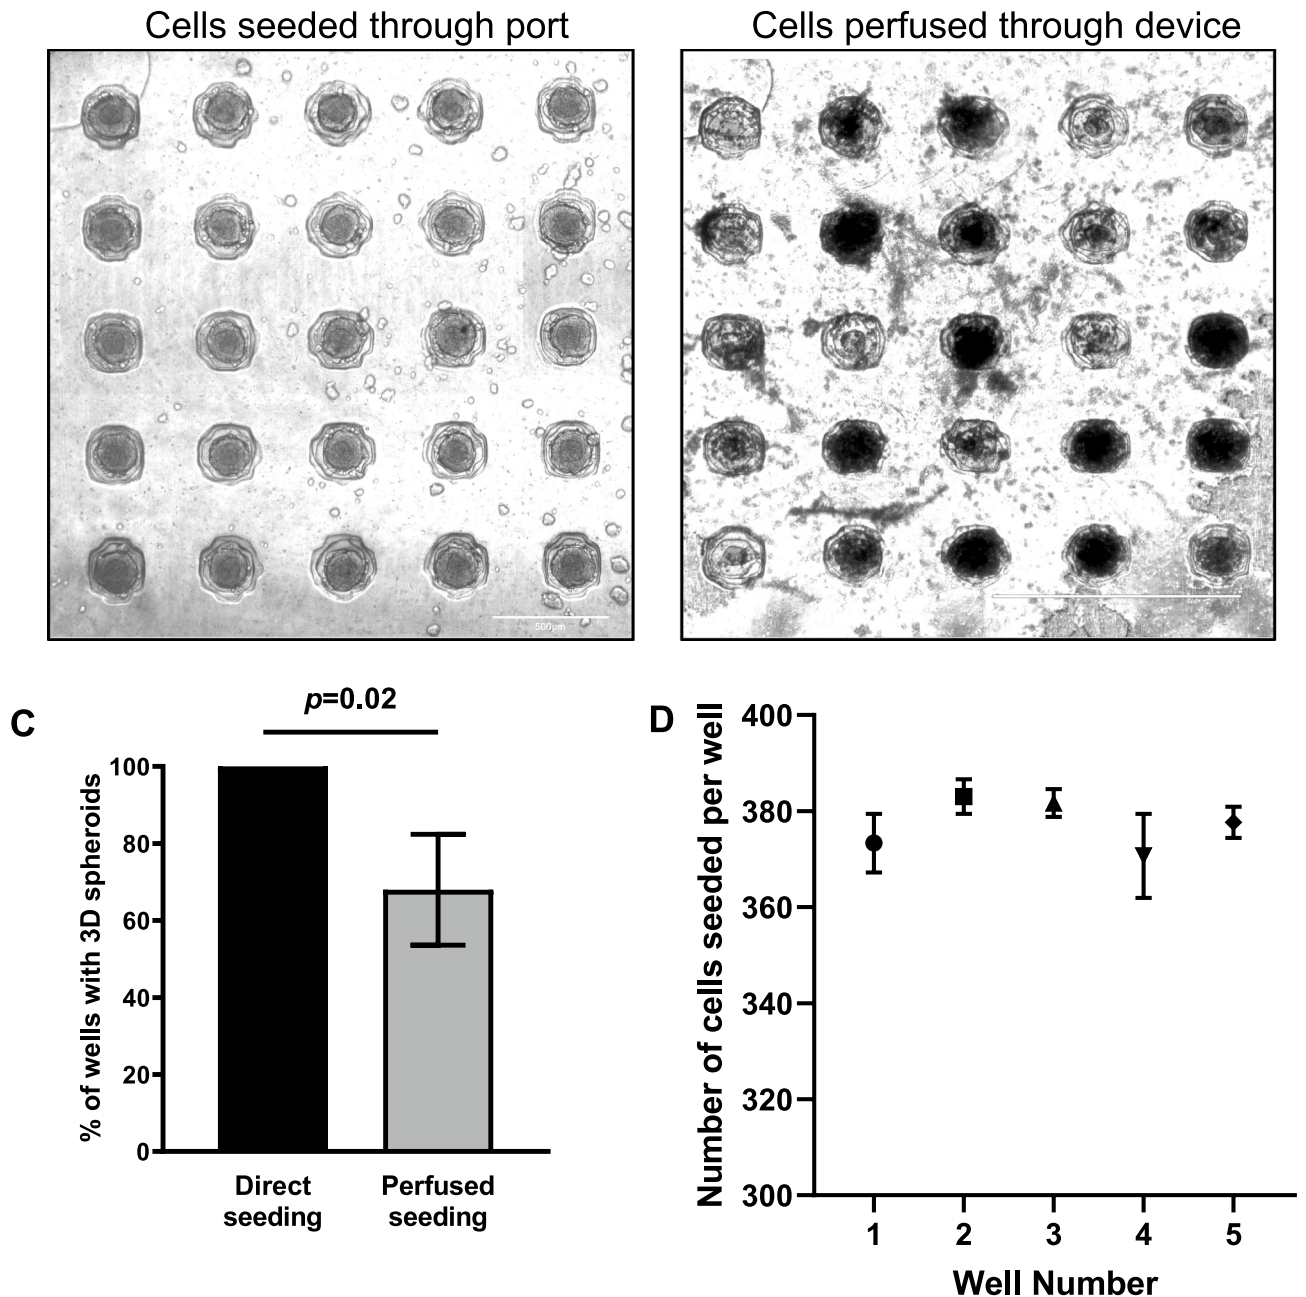 Cells seeded through port
Cells perfused through device
500µm
C
p=0.02
% of wells with 3D spheroids
100
80
60
40
20
0
Direct
seeding
Perfused
seeding
D
Number of cells seeded per well
400
380
360
340
320
300
1 2 3 4 5
Well Number